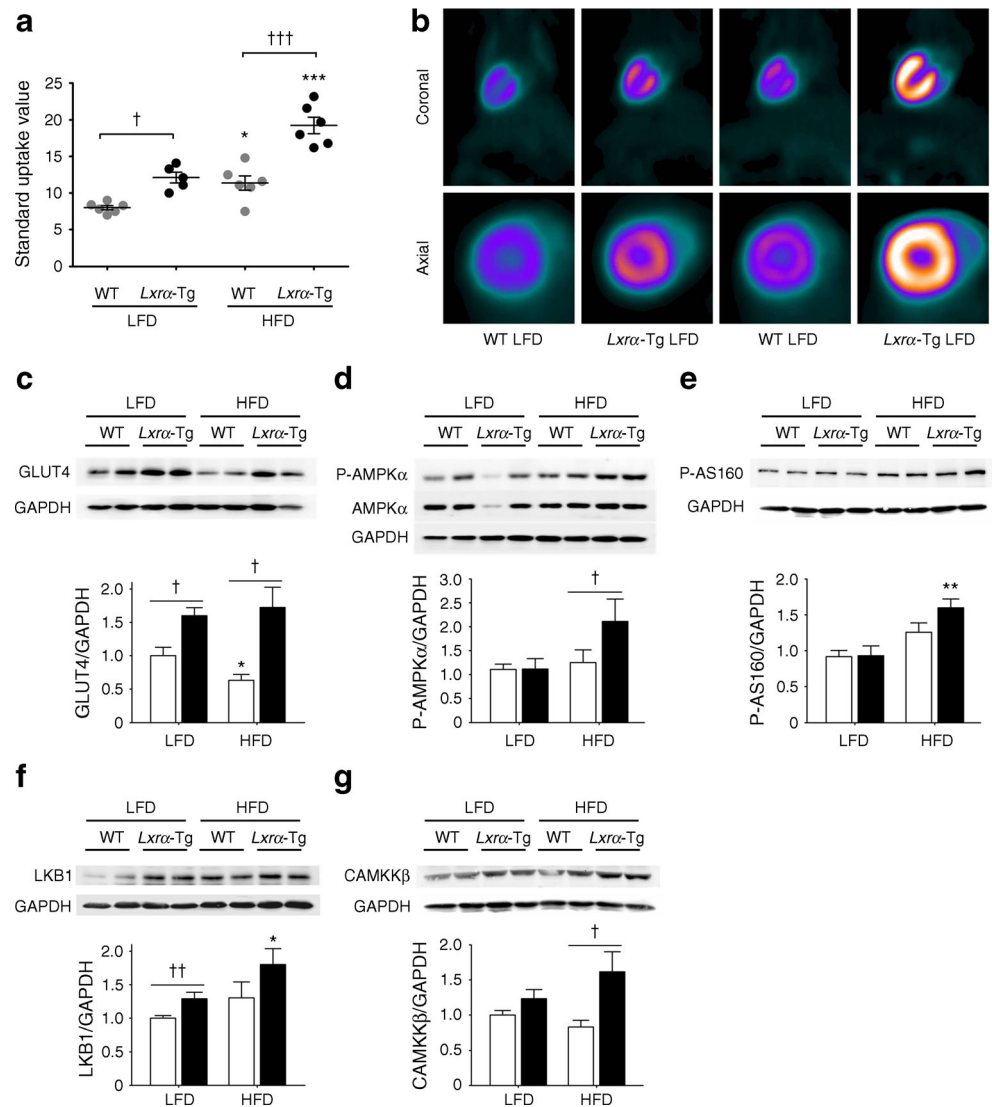 a
Standard uptake value
25
20
15
10
5
0
†
*
†††
***
WT Lxrα-Tg WT Lxrα-Tg
LFD HFD
b
Coronal
Axial
WT LFD Lxrα-Tg LFD WT LFD Lxrα-Tg LFD
c
LFD HFD
WT Lxrα-Tg WT Lxrα-Tg
GLUT4
GAPDH
GLUT4/GAPDH
2.0
1.5
1.0
0.5
0
†
†
*
LFD HFD
d
LFD HFD
WT Lxrα-Tg WT Lxrα-Tg
P-AMPKα
AMPKα
GAPDH
P-AMPKα/GAPDH
3.0
2.5
2.0
1.5
1.0
0.5
0
†
LFD HFD
e
LFD HFD
WT Lxrα-Tg WT Lxrα-Tg
P-AS160
GAPDH
P-AS160/GAPDH
2.0
1.5
1.0
0.5
0
**
LFD HFD
f
LFD HFD
WT Lxrα-Tg WT Lxrα-Tg
LKB1
GAPDH
LKB1/GAPDH
2.0
1.5
1.0
0.5
0
††
*
LFD HFD
g
LFD HFD
WT Lxrα-Tg WT Lxrα-Tg
CAMKKβ
GAPDH
CAMKKβ/GAPDH
2.0
1.5
1.0
0.5
0
†
LFD HFD